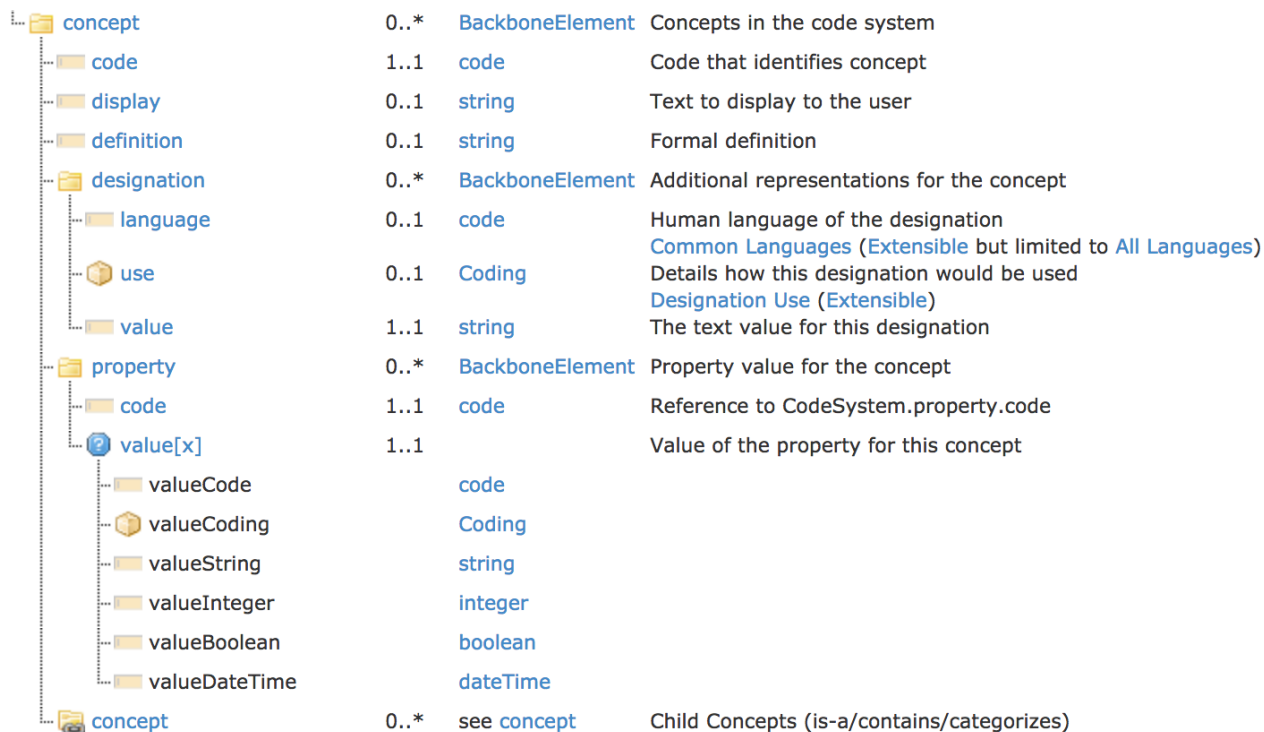 concept 0..* BackboneElement Concepts in the code system
code 1..1 code Code that identifies concept
display 0..1 string Text to display to the user
definition 0..1 string Formal definition
designation 0..* BackboneElement Additional representations for the concept
language 0..1 code Human language of the designation
Common Languages (Extensible but limited to All Languages)
use 0..1 Coding Details how this designation would be used
Designation Use (Extensible)
value 1..1 string The text value for this designation
property 0..* BackboneElement Property value for the concept
code 1..1 code Reference to CodeSystem.property.code
value[x] 1..1 Value of the property for this concept
valueCode code
valueCoding Coding
valueString string
valueInteger integer
valueBoolean boolean
valueDateTime dateTime
concept 0..* see concept Child Concepts (is-a/contains/categorizes)